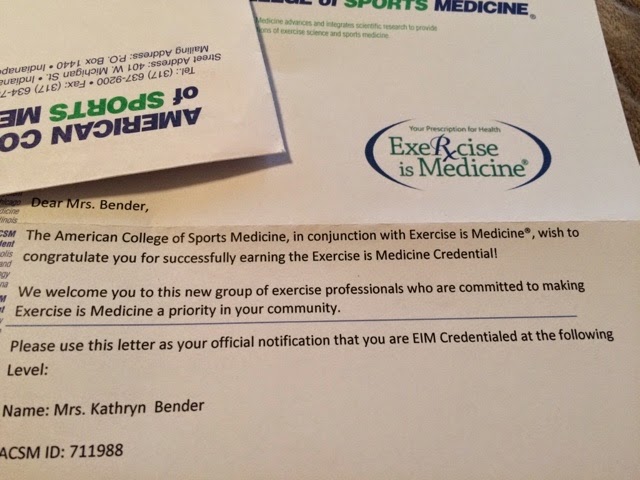 of SPORTS MEDICINE®
Medicine advances and integrates scientific research to provide
of exercise science and sports medicine.
AMERICAN CO
of SPORTS ME
Street Address: 401 W. Michigan St. • Indiana
Mailing Address: P.O. Box 1440 • Indianap
Tel.: (317) 637-9200 • Fax: (317) 634-7
Your Prescription for Health
ExeRxcise
is Medicine®
Dear Mrs. Bender,
The American College of Sports Medicine, in conjunction with Exercise is Medicine®, wish to
congratulate you for successfully earning the Exercise is Medicine Credential!
We welcome you to this new group of exercise professionals who are committed to making
Exercise is Medicine a priority in your community.
Please use this letter as your official notification that you are EIM Credentialed at the following
Level:
Name: Mrs. Kathryn Bender
ACSM ID: 711988